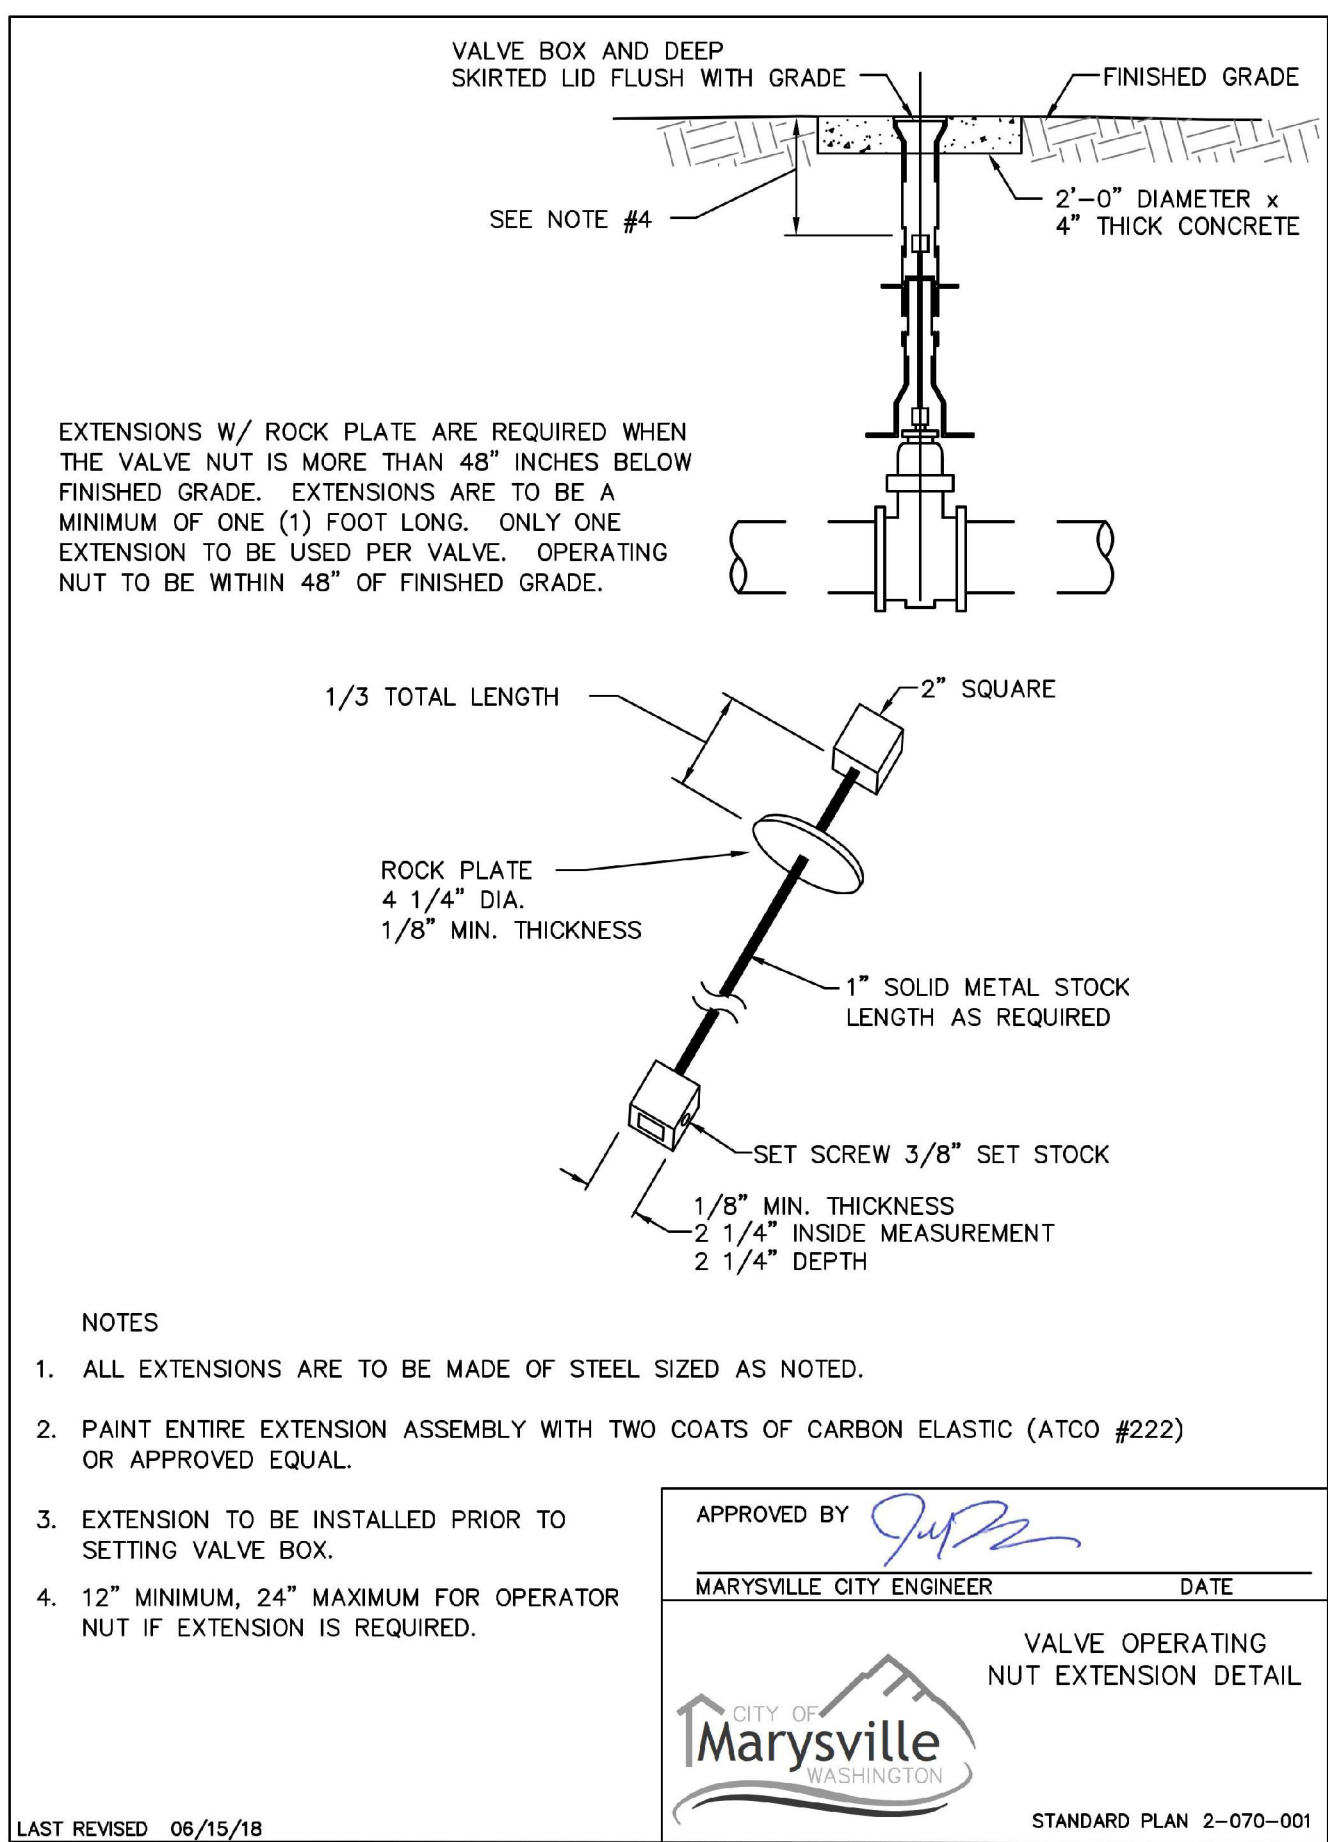 VALVE BOX AND DEEP
SKIRTED LID FLUSH WITH GRADE
FINISHED GRADE
SEE NOTE #4
2'-0" DIAMETER x
4" THICK CONCRETE
EXTENSIONS W/ ROCK PLATE ARE REQUIRED WHEN
THE VALVE NUT IS MORE THAN 48" INCHES BELOW
FINISHED GRADE. EXTENSIONS ARE TO BE A
MINIMUM OF ONE (1) FOOT LONG. ONLY ONE
EXTENSION TO BE USED PER VALVE. OPERATING
NUT TO BE WITHIN 48" OF FINISHED GRADE.
1/3 TOTAL LENGTH
2" SQUARE
ROCK PLATE
4 1/4" DIA.
1/8" MIN. THICKNESS
1" SOLID METAL STOCK
LENGTH AS REQUIRED
SET SCREW 3/8" SET STOCK
1/8" MIN. THICKNESS
2 1/4" INSIDE MEASUREMENT
2 1/4" DEPTH
NOTES
1. ALL EXTENSIONS ARE TO BE MADE OF STEEL SIZED AS NOTED.
2. PAINT ENTIRE EXTENSION ASSEMBLY WITH TWO COATS OF CARBON ELASTIC (ATCO #222)
OR APPROVED EQUAL.
3. EXTENSION TO BE INSTALLED PRIOR TO
SETTING VALVE BOX.
4. 12" MINIMUM, 24" MAXIMUM FOR OPERATOR
NUT IF EXTENSION IS REQUIRED.
APPROVED BY
MARYSVILLE CITY ENGINEER DATE
VALVE OPERATING
NUT EXTENSION DETAIL
CITY OF
Marysville
WASHINGTON
STANDARD PLAN 2-070-001
LAST REVISED 06/15/18